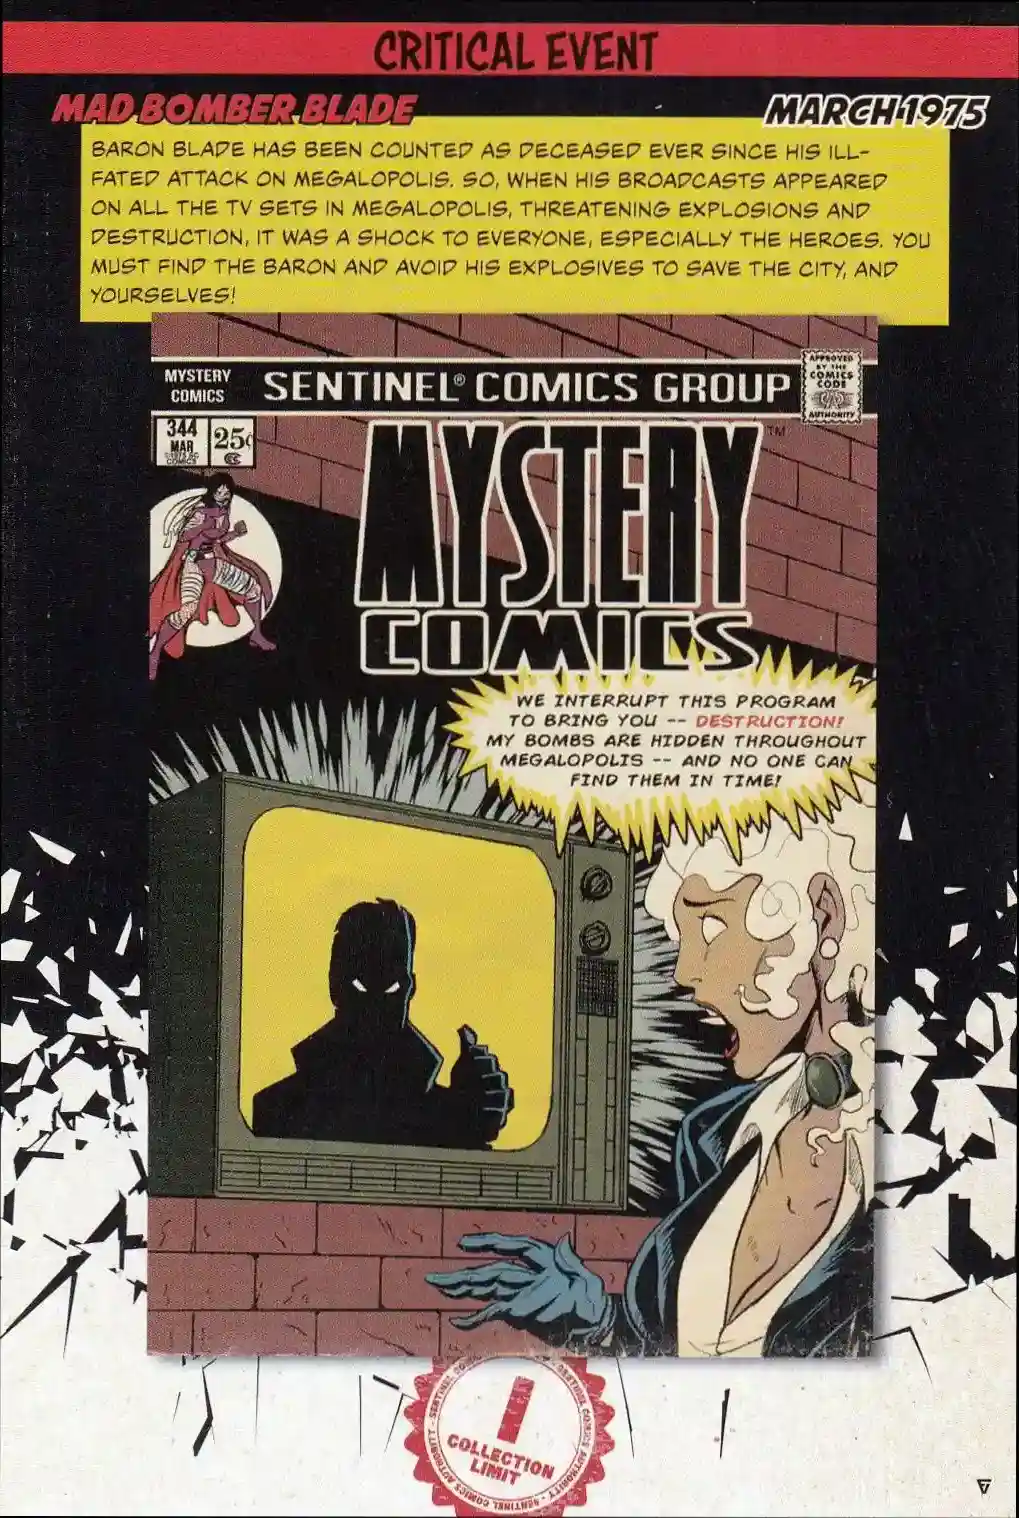 CRITICAL EVENT
MAD BOMBER BLADE
MARCH 1975
BARON BLADE HAS BEEN COUNTED AS DECEASED EVER SINCE HIS ILL-
FATED ATTACK ON MEGALOPOLIS. SO, WHEN HIS BROADCASTS APPEARED
ON ALL THE TV SETS IN MEGALOPOLIS, THREATENING EXPLOSIONS AND
DESTRUCTION, IT WAS A SHOCK TO EVERYONE, ESPECIALLY THE HEROES. YOU
MUST FIND THE BARON AND AVOID HIS EXPLOSIVES TO SAVE THE CITY, AND
YOURSELVES!
MYSTERY
COMICS
SENTINEL® COMICS GROUP
APPROVED
BY THE
COMICS
CODE
AUTHORITY
344
MAR
COMICS
25¢
MYSTERY™
COMICS
WE INTERRUPT THIS PROGRAM
TO BRING YOU -- DESTRUCTION!
MY BOMBS ARE HIDDEN THROUGHOUT
MEGALOPOLIS -- AND NO ONE CAN
FIND THEM IN TIME!
1
COLLECTION
LIMIT
SENTINEL COMICS AUTHORITY